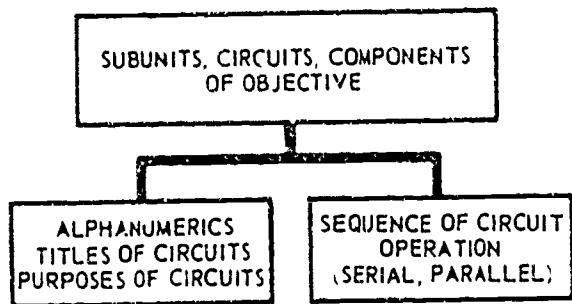 SUBUNITS, CIRCUITS, COMPONENTS
OF OBJECTIVE
ALPHANUMERICS
TITLES OF CIRCUITS
PURPOSES OF CIRCUITS
SEQUENCE OF CIRCUIT
OPERATION
(SERIAL, PARALLEL)